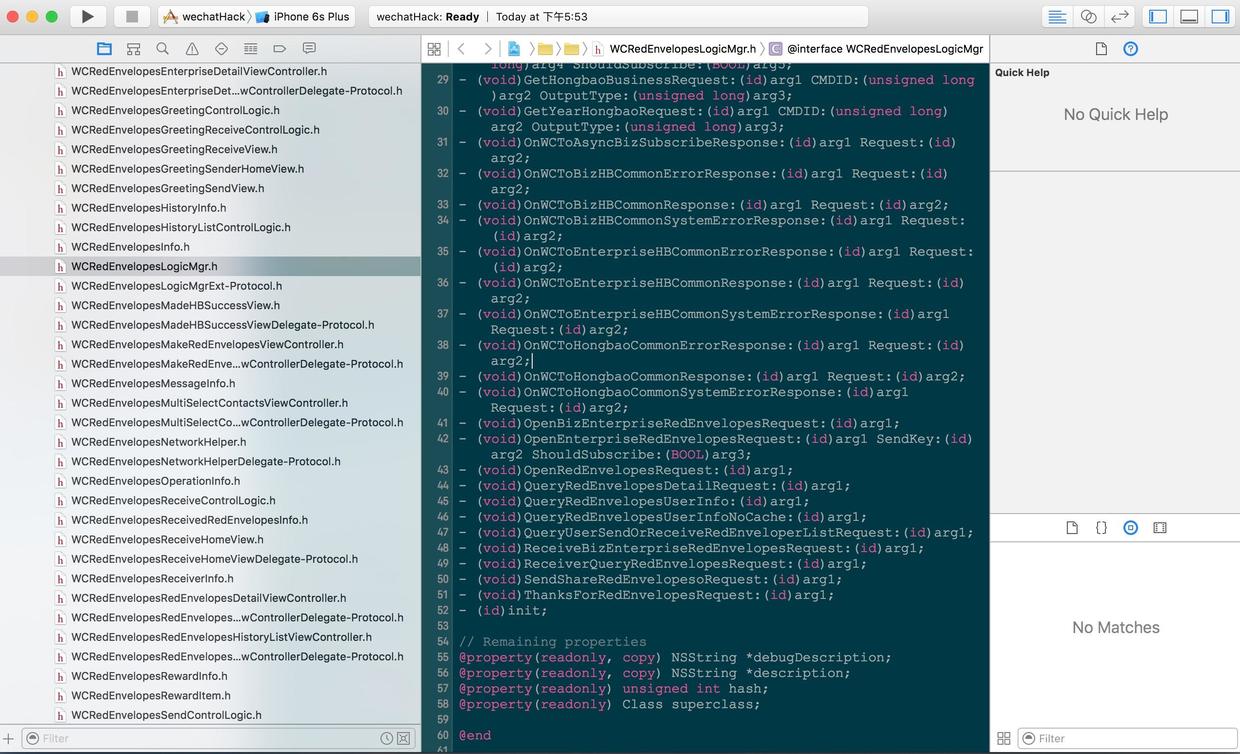 wechatHack iPhone 6s Plus
wechatHack: Ready | Today at 下午5:53
WCRedEnvelopesLogicMgr.h @interface WCRedEnvelopesLogicMgr
WCRedEnvelopesEnterpriseDetailViewController.h
WCRedEnvelopesEnterpriseDet...wControllerDelegate-Protocol.h
WCRedEnvelopesGreetingControlLogic.h
WCRedEnvelopesGreetingReceiveControlLogic.h
WCRedEnvelopesGreetingReceiveView.h
WCRedEnvelopesGreetingSenderHomeView.h
WCRedEnvelopesGreetingSendView.h
WCRedEnvelopesHistoryInfo.h
WCRedEnvelopesHistoryListControlLogic.h
WCRedEnvelopesInfo.h
WCRedEnvelopesLogicMgr.h
WCRedEnvelopesLogicMgrExt-Protocol.h
WCRedEnvelopesMadeHBSuccessView.h
WCRedEnvelopesMadeHBSuccessViewDelegate-Protocol.h
WCRedEnvelopesMakeRedEnvelopesViewController.h
WCRedEnvelopesMakeRedEnve...wControllerDelegate-Protocol.h
WCRedEnvelopesMessageInfo.h
WCRedEnvelopesMultiSelectContactsViewController.h
WCRedEnvelopesMultiSelectCo...wControllerDelegate-Protocol.h
WCRedEnvelopesNetworkHelper.h
WCRedEnvelopesNetworkHelperDelegate-Protocol.h
WCRedEnvelopesOperationInfo.h
WCRedEnvelopesReceiveControlLogic.h
WCRedEnvelopesReceivedRedEnvelopesInfo.h
WCRedEnvelopesReceiveHomeView.h
WCRedEnvelopesReceiveHomeViewDelegate-Protocol.h
WCRedEnvelopesReceiverInfo.h
WCRedEnvelopesRedEnvelopesDetailViewController.h
WCRedEnvelopesRedEnvelopes...wControllerDelegate-Protocol.h
WCRedEnvelopesRedEnvelopesHistoryListViewController.h
WCRedEnvelopesRedEnvelopes...wControllerDelegate-Protocol.h
WCRedEnvelopesRewardInfo.h
WCRedEnvelopesRewardItem.h
WCRedEnvelopesSendControlLogic.h
Filter
long)arg4 ShouldSubscribe:(BOOL)arg5;
29 - (void)GetHongbaoBusinessRequest:(id)arg1 CMDID:(unsigned long
)arg2 OutputType:(unsigned long)arg3;
30 - (void)GetYearHongbaoRequest:(id)arg1 CMDID:(unsigned long)
arg2 OutputType:(unsigned long)arg3;
31 - (void)OnWCToAsyncBizSubscribeResponse:(id)arg1 Request:(id)
arg2;
32 - (void)OnWCToBizHBCommonErrorResponse:(id)arg1 Request:(id)
arg2;
33 - (void)OnWCToBizHBCommonResponse:(id)arg1 Request:(id)arg2;
34 - (void)OnWCToBizHBCommonSystemErrorResponse:(id)arg1 Request:
(id)arg2;
35 - (void)OnWCToEnterpriseHBCommonErrorResponse:(id)arg1 Request:
(id)arg2;
36 - (void)OnWCToEnterpriseHBCommonResponse:(id)arg1 Request:(id)
arg2;
37 - (void)OnWCToEnterpriseHBCommonSystemErrorResponse:(id)arg1
Request:(id)arg2;
38 - (void)OnWCToHongbaoCommonErrorResponse:(id)arg1 Request:(id)
arg2;
39 - (void)OnWCToHongbaoCommonResponse:(id)arg1 Request:(id)arg2;
40 - (void)OnWCToHongbaoCommonSystemErrorResponse:(id)arg1
Request:(id)arg2;
41 - (void)OpenBizEnterpriseRedEnvelopesRequest:(id)arg1;
42 - (void)OpenEnterpriseRedEnvelopesRequest:(id)arg1 SendKey:(id)
arg2 ShouldSubscribe:(BOOL)arg3;
43 - (void)OpenRedEnvelopesRequest:(id)arg1;
44 - (void)QueryRedEnvelopesDetailRequest:(id)arg1;
45 - (void)QueryRedEnvelopesUserInfo:(id)arg1;
46 - (void)QueryRedEnvelopesUserInfoNoCache:(id)arg1;
47 - (void)QueryUserSendOrReceiveRedEnveloperListRequest:(id)arg1;
48 - (void)ReceiveBizEnterpriseRedEnvelopesRequest:(id)arg1;
49 - (void)ReceiverQueryRedEnvelopesRequest:(id)arg1;
50 - (void)SendShareRedEnvelopesoRequest:(id)arg1;
51 - (void)ThanksForRedEnvelopesRequest:(id)arg1;
52 - (id)init;
53
54 // Remaining properties
55 @property(readonly, copy) NSString *debugDescription;
56 @property(readonly, copy) NSString *description;
57 @property(readonly) unsigned int hash;
58 @property(readonly) Class superclass;
59
60 @end
61
Quick Help
No Quick Help
No Matches
Filter